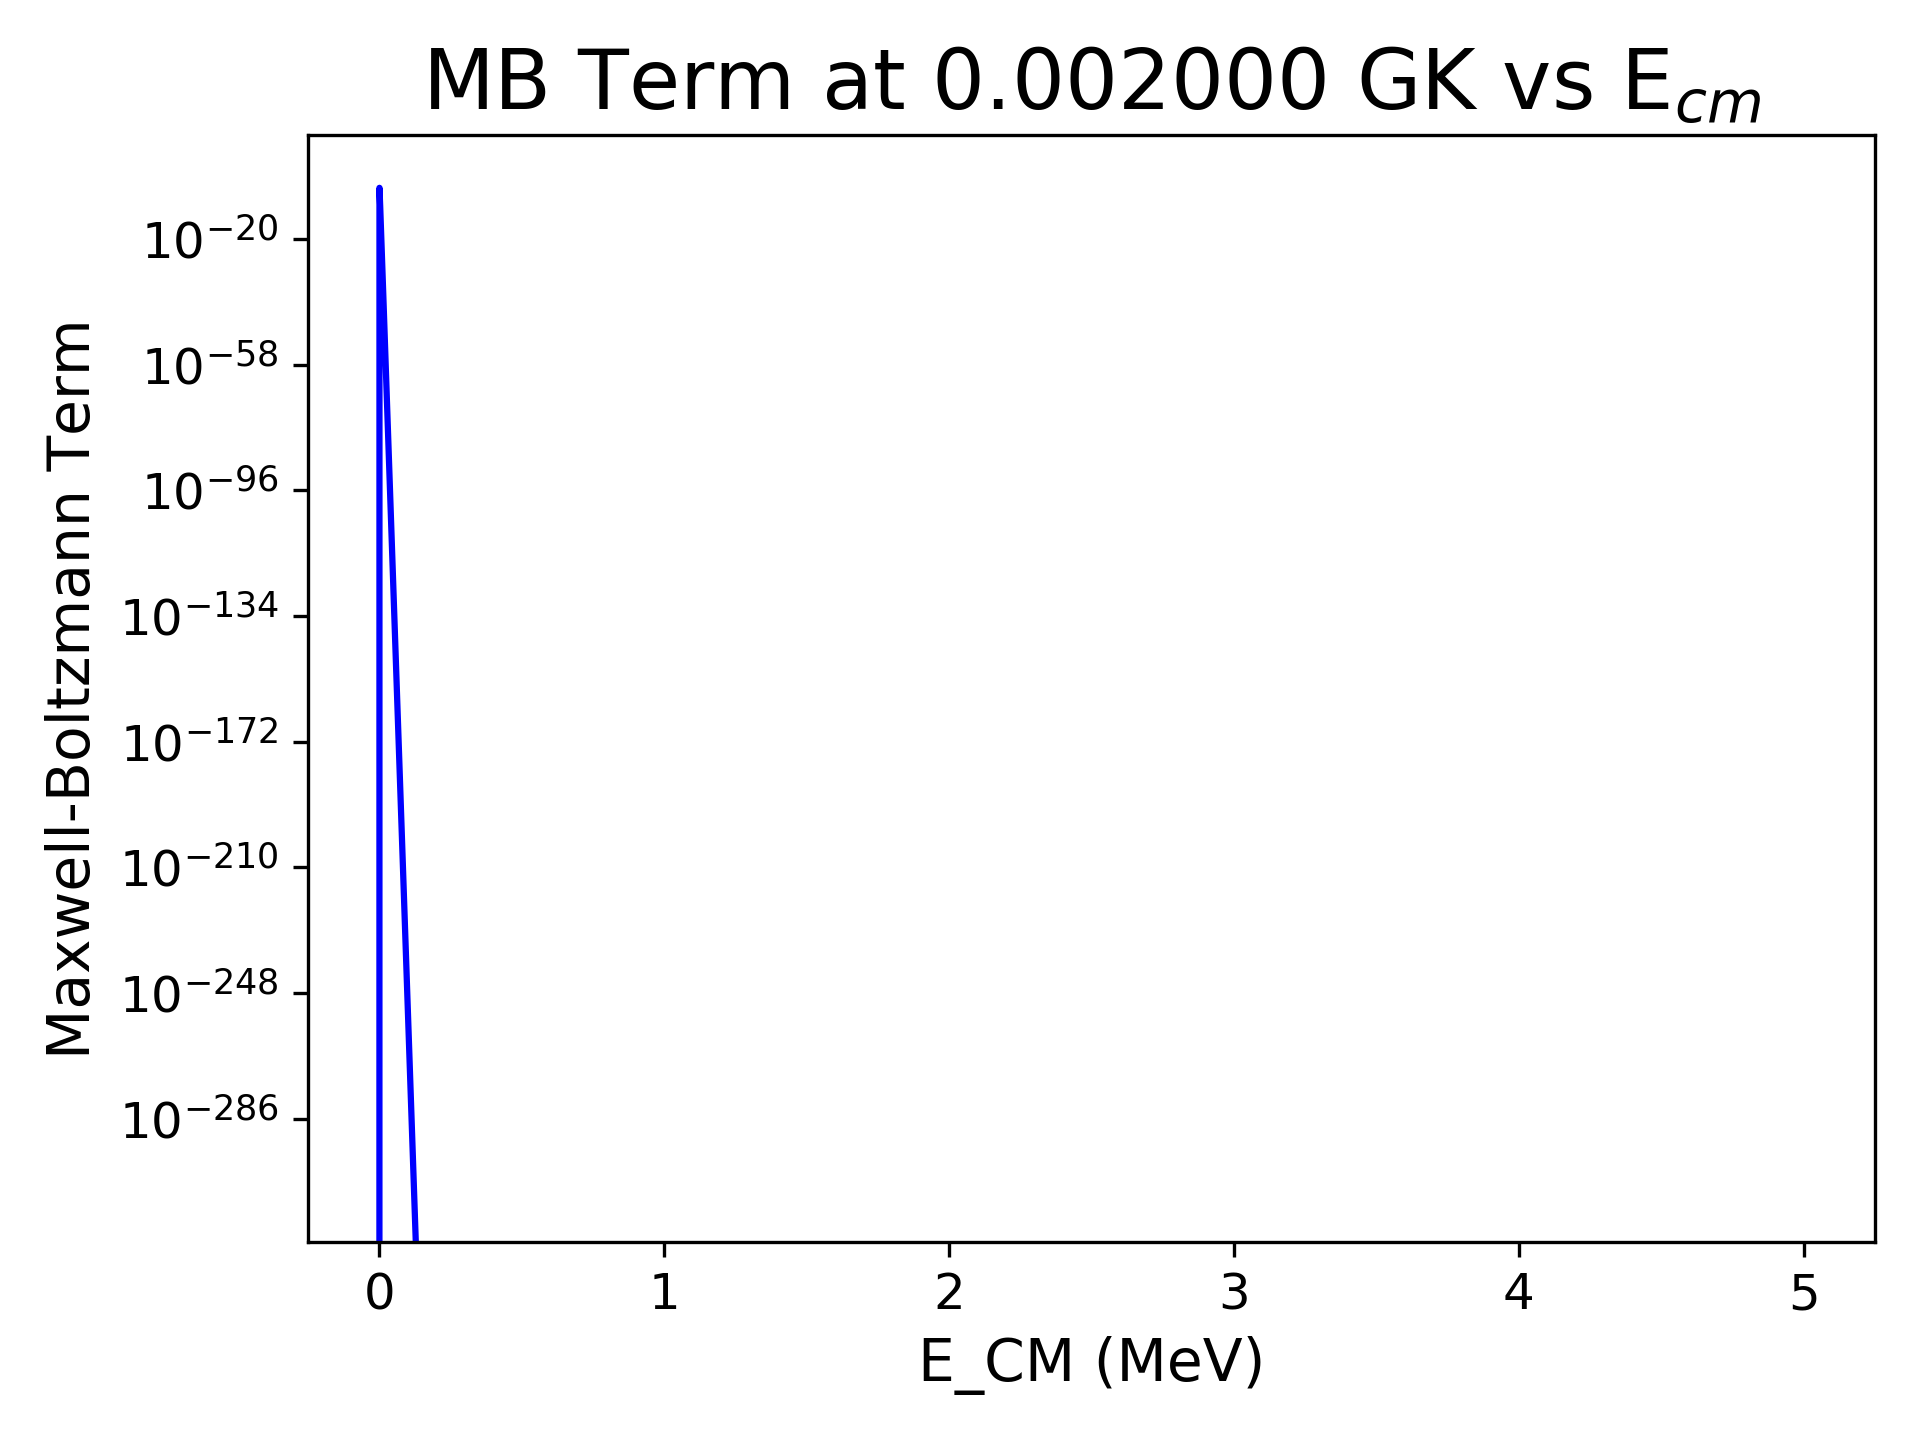 MB Term at 0.002000 GK vs E_{cm}
Maxwell-Boltzmann Term
10^{−20}
10^{−58}
10^{−96}
10^{−134}
10^{−172}
10^{−210}
10^{−248}
10^{−286}
0 1 2 3 4 5
E_CM (MeV)